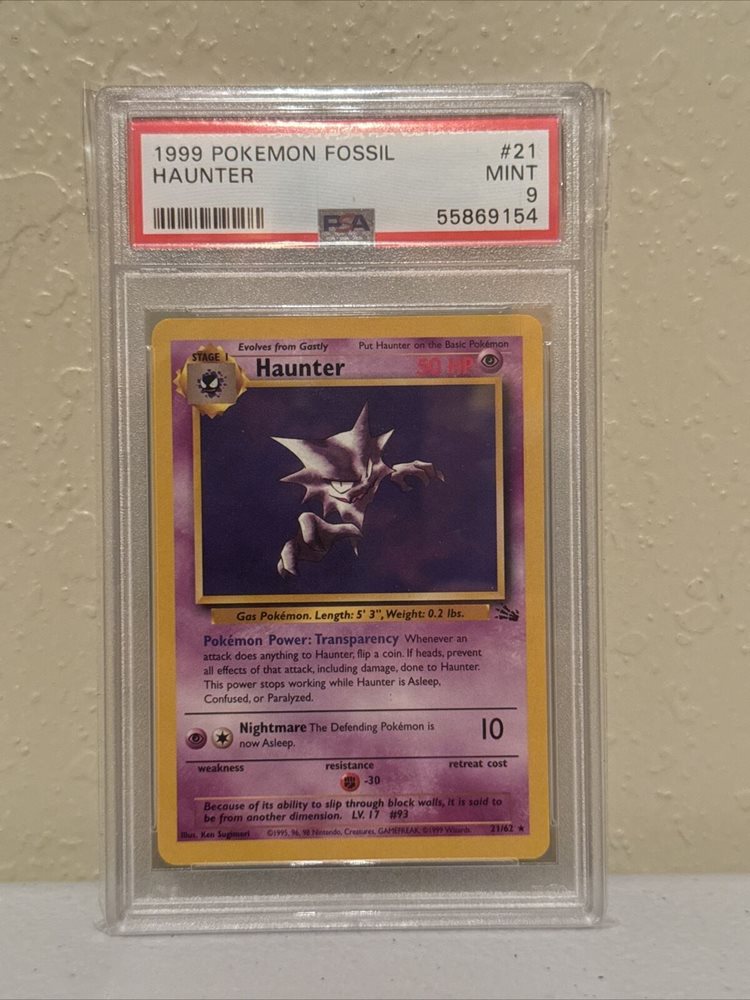 1999 POKEMON FOSSIL #21
HAUNTER MINT
9
PSA 55869154
Evolves from Gastly Put Haunter on the Basic Pokémon
STAGE 1 Haunter 50 HP
Gas Pokémon. Length: 5' 3", Weight: 0.2 lbs.
Pokémon Power: Transparency Whenever an
attack does anything to Haunter, flip a coin. If heads, prevent
all effects of that attack, including damage, done to Haunter.
This power stops working while Haunter is Asleep,
Confused, or Paralyzed.
Nightmare The Defending Pokémon is 10
now Asleep.
weakness resistance retreat cost
-30
Because of its ability to slip through block walls, it is said to
be from another dimension. LV. 17 #93
Illus. Ken Sugimori ©1995, 96, 98 Nintendo, Creatures, GAMEFREAK. ©1999 Wizards. 21/62 ★